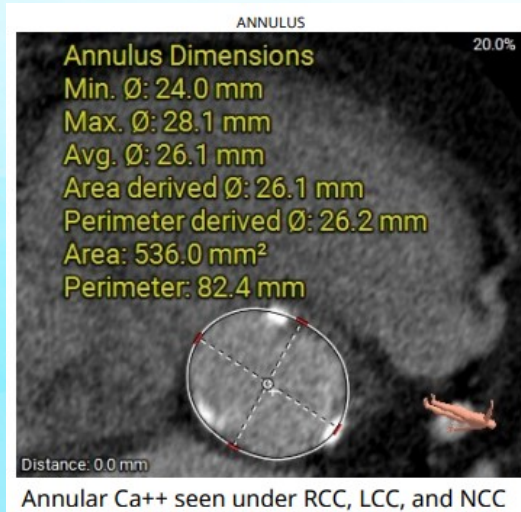 ANNULUS
20.0%
Annulus Dimensions
Min. Ø: 24.0 mm
Max. Ø: 28.1 mm
Avg. Ø: 26.1 mm
Area derived Ø: 26.1 mm
Perimeter derived Ø: 26.2 mm
Area: 536.0 mm²
Perimeter: 82.4 mm
Distance: 0.0 mm
Annular Ca++ seen under RCC, LCC, and NCC